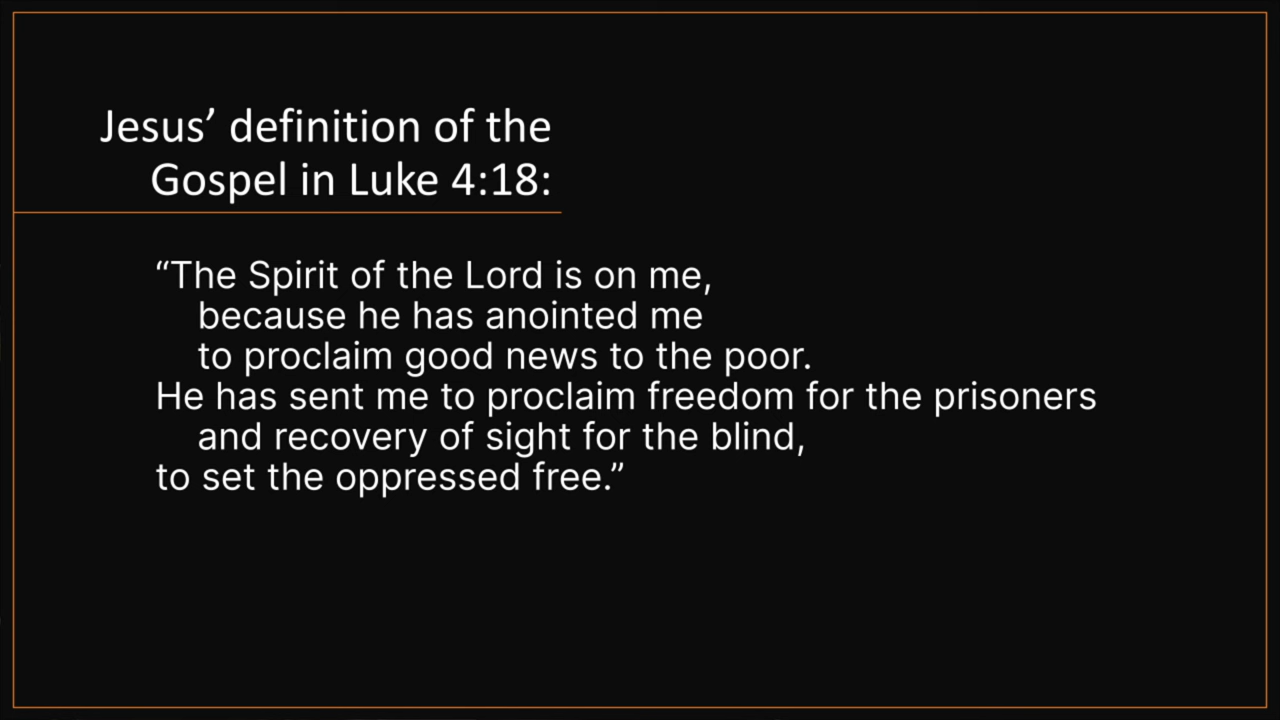 Jesus’ definition of the
Gospel in Luke 4:18:
“The Spirit of the Lord is on me,
because he has anointed me
to proclaim good news to the poor.
He has sent me to proclaim freedom for the prisoners
and recovery of sight for the blind,
to set the oppressed free.”